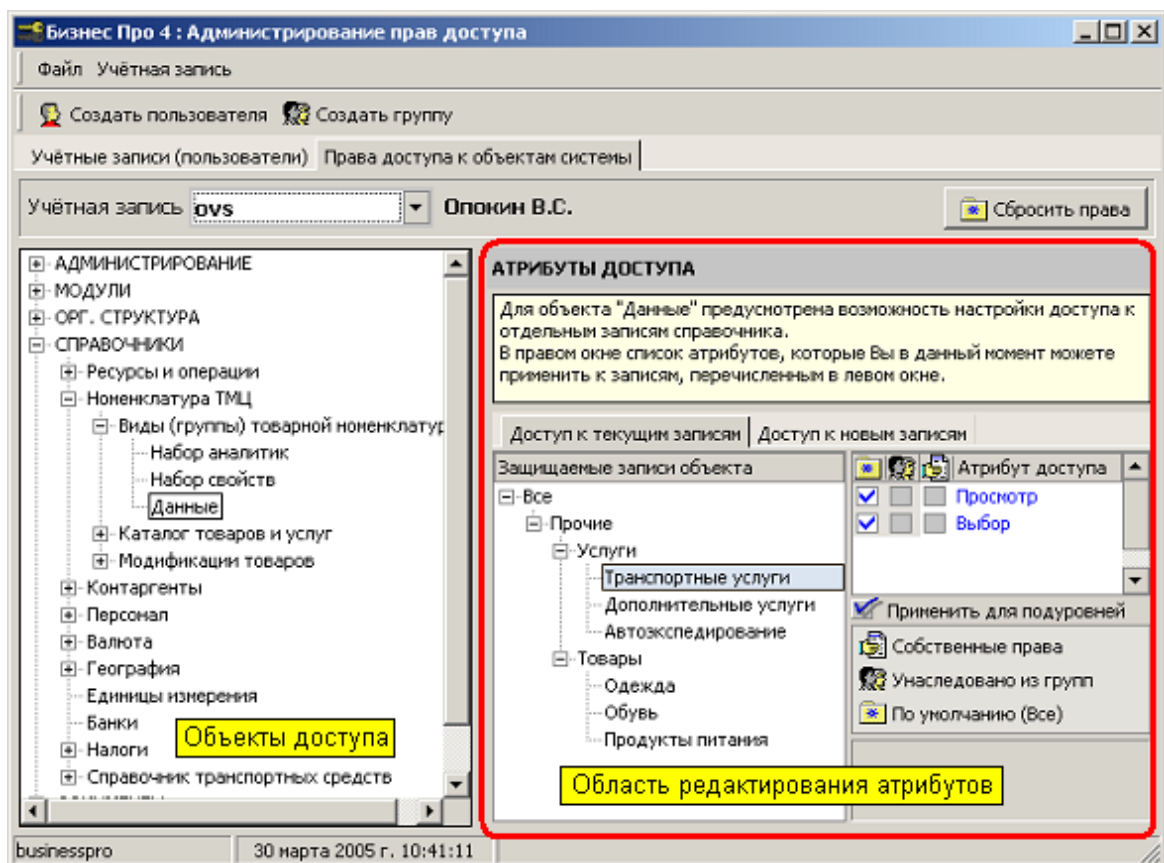 Бизнес Про 4 : Администрирование прав доступа
Файл Учётная запись
Создать пользователя Создать группу
Учётные записи (пользователи) Права доступа к объектам системы
Учётная запись ovs Опокин В.С. Сбросить права
АДМИНИСТРИРОВАНИЕ
МОДУЛИ
ОРГ. СТРУКТУРА
СПРАВОЧНИКИ
Ресурсы и операции
Номенклатура ТМЦ
Виды (группы) товарной номенклатур
Набор аналитик
Набор свойств
Данные
Каталог товаров и услуг
Модификации товаров
Контрагенты
Персонал
Валюта
География
Единицы измерения
Банки
Налоги
Справочник транспортных средств
Объекты доступа
АТРИБУТЫ ДОСТУПА
Для объекта "Данные" предусмотрена возможность настройки доступа к
отдельным записям справочника.
В правом окне список атрибутов, которые Вы в данный момент можете
применить к записям, перечисленным в левом окне.
Доступ к текущим записям Доступ к новым записям
Защищаемые записи объекта
Все
Прочие
Услуги
Транспортные услуги
Дополнительные услуги
Автоэкспедирование
Товары
Одежда
Обувь
Продукты питания
Атрибут доступа
Просмотр
Выбор
Применить для подуровней
Собственные права
Унаследовано из групп
По умолчанию (Все)
Область редактирования атрибутов
businesspro 30 марта 2005 г. 10:41:11